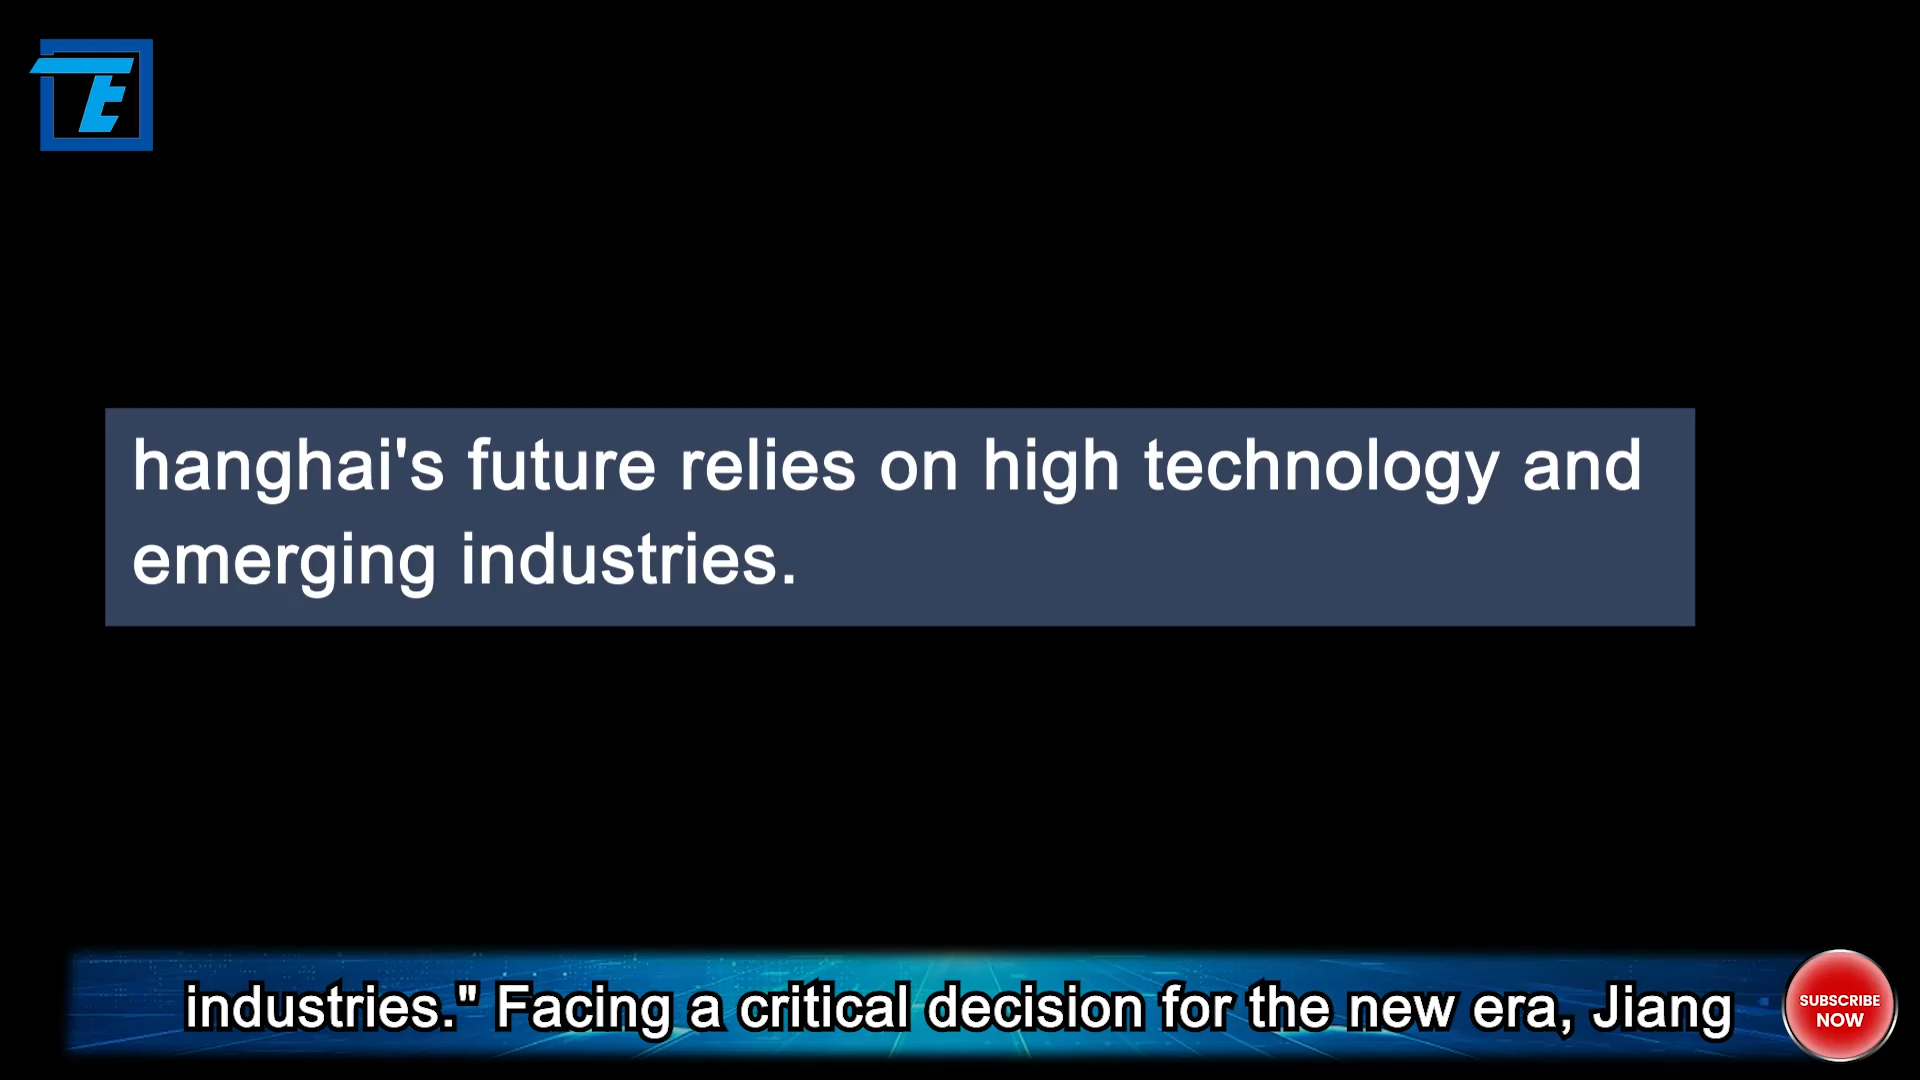 TE
hanghai's future relies on high technology and
emerging industries.
industries." Facing a critical decision for the new era, Jiang
SUBSCRIBE
NOW